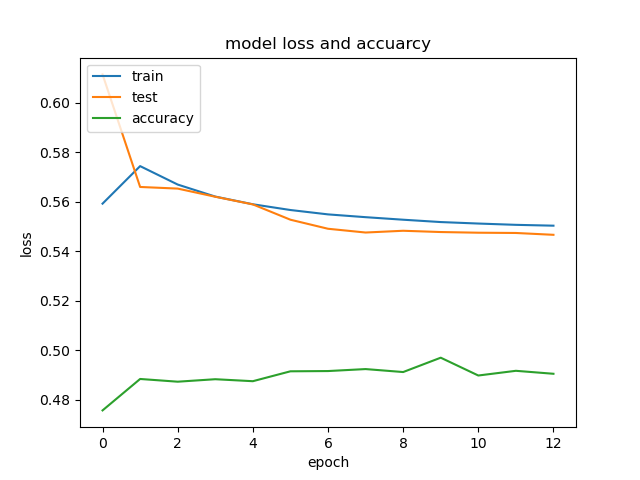 model loss and accuarcy
train
test
accuracy
0.60
0.58
0.56
0.54
0.52
0.50
0.48
loss
0 2 4 6 8 10 12
epoch